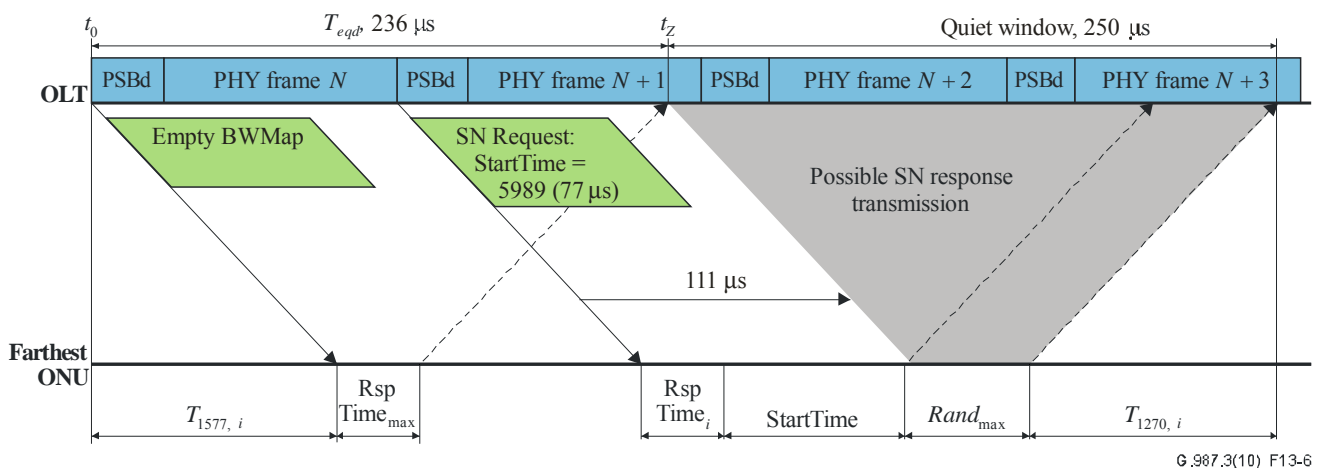 t0
Teqd, 236 μs
tZ
Quiet window, 250 μs
OLT
PSBd
PHY frame N
PSBd
PHY frame N + 1
PSBd
PHY frame N + 2
PSBd
PHY frame N + 3
Empty BWMap
SN Request:
StartTime =
5989 (77 μs)
Possible SN response
transmission
111 μs
Farthest
ONU
T1577, i
Rsp
Timemax
Rsp
Timei
StartTime
Randmax
T1270, i
G.987.3(10)_F13-6